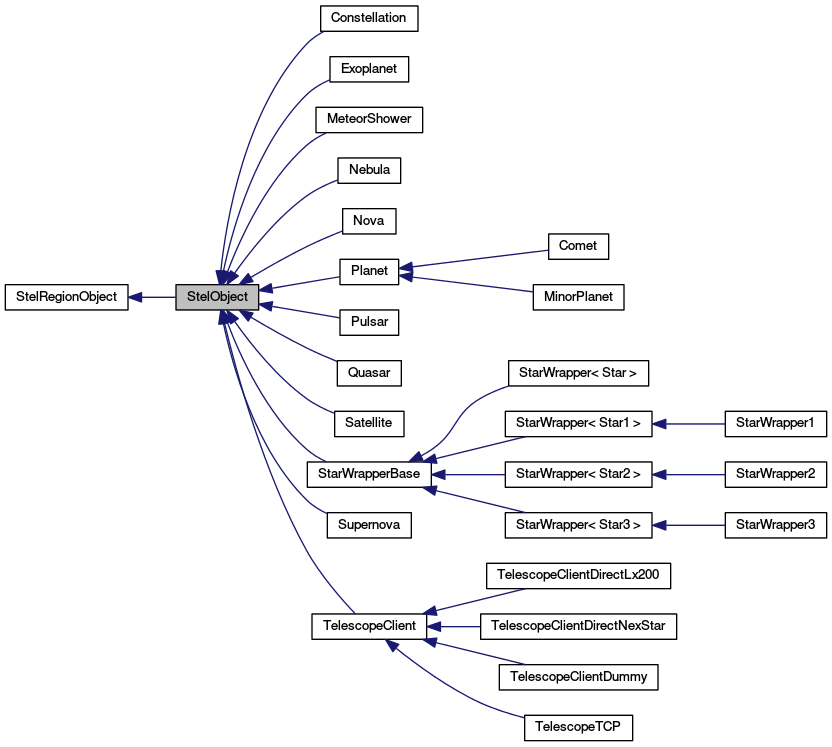 Constellation
Exoplanet
MeteorShower
Nebula
Nova
Comet
Planet
StelRegionObject
StelObject
MinorPlanet
Pulsar
Quasar
StarWrapper< Star >
Satellite
StarWrapper< Star1 >
StarWrapper1
StarWrapperBase
StarWrapper< Star2 >
StarWrapper2
Supernova
StarWrapper< Star3 >
StarWrapper3
TelescopeClientDirectLx200
TelescopeClient
TelescopeClientDirectNexStar
TelescopeClientDummy
TelescopeTCP